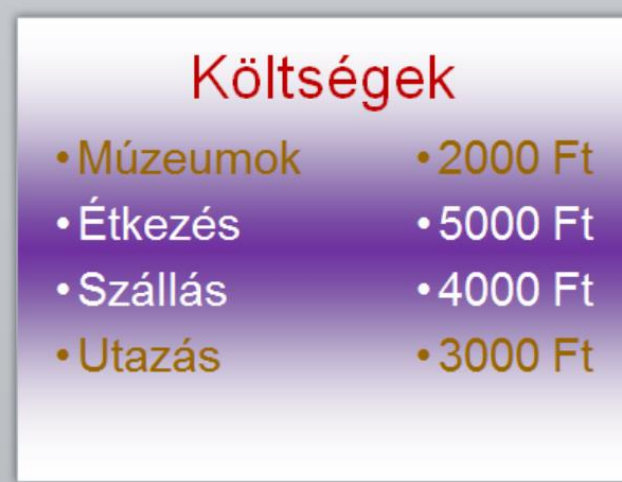 Költségek
• Múzeumok • 2000 Ft
• Étkezés • 5000 Ft
• Szállás • 4000 Ft
• Utazás • 3000 Ft